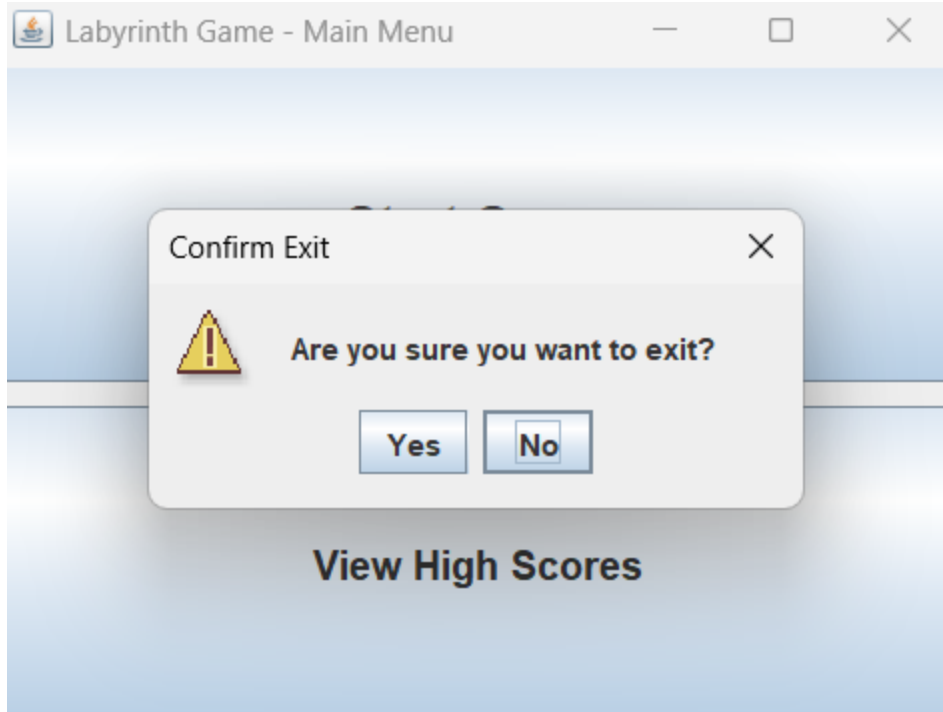 Labyrinth Game - Main Menu
Confirm Exit
Are you sure you want to exit?
Yes No
View High Scores